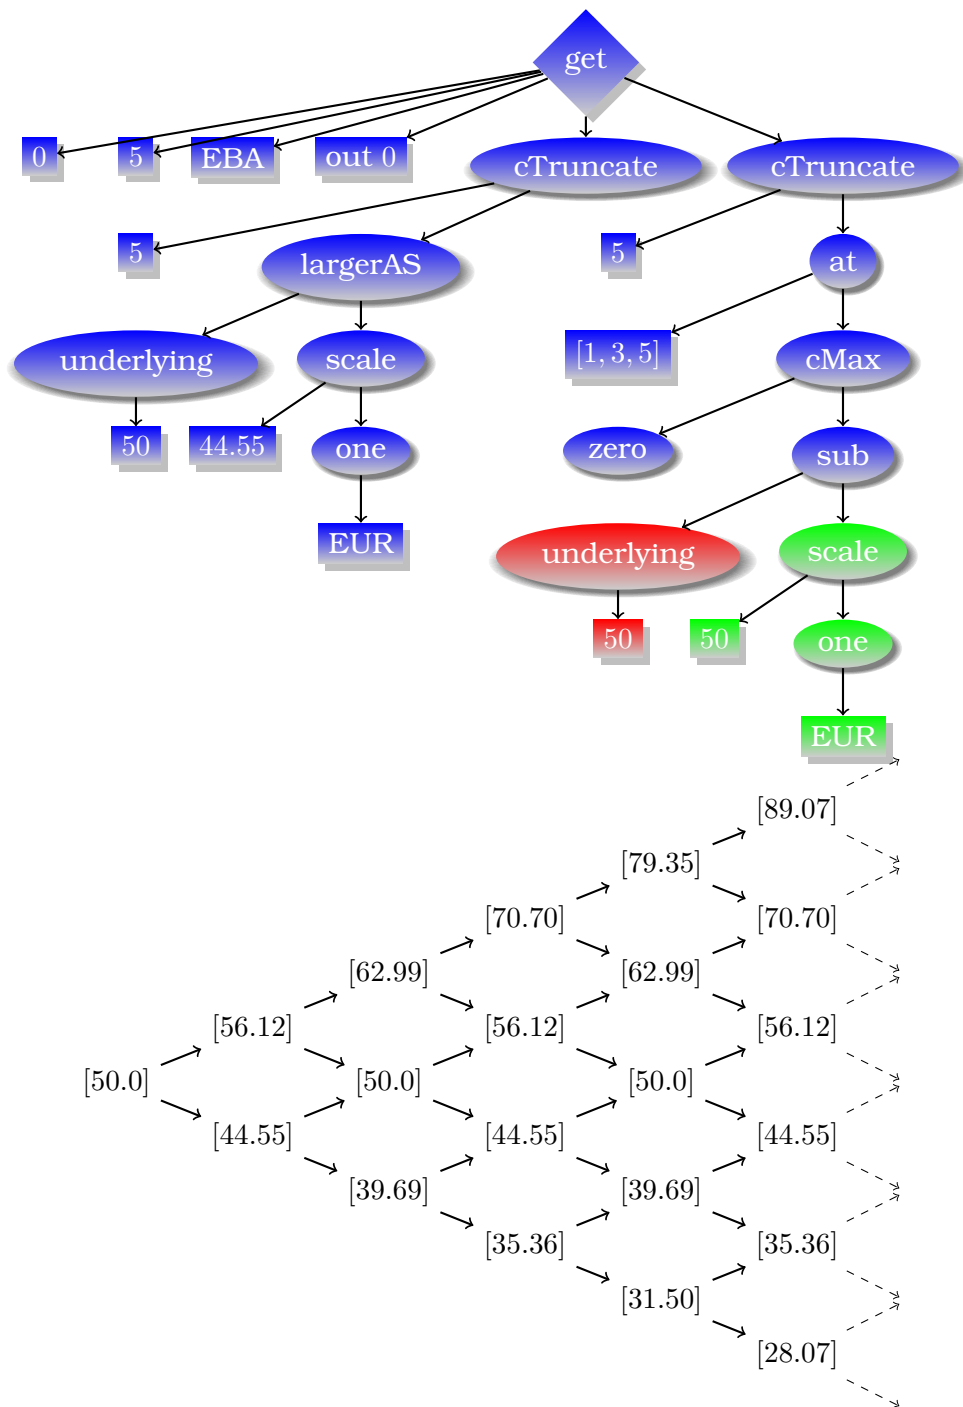 get
0 5 EBA out 0 cTruncate cTruncate
5 largerAS 5 at
underlying scale [1, 3, 5] cMax
50 44.55 one zero sub
EUR underlying scale
50 50 one
EUR
[89.07]
[79.35]
[70.70] [70.70]
[62.99] [62.99]
[56.12] [56.12] [56.12]
[50.0] [50.0] [50.0]
[44.55] [44.55] [44.55]
[39.69] [39.69]
[35.36] [35.36]
[31.50]
[28.07]